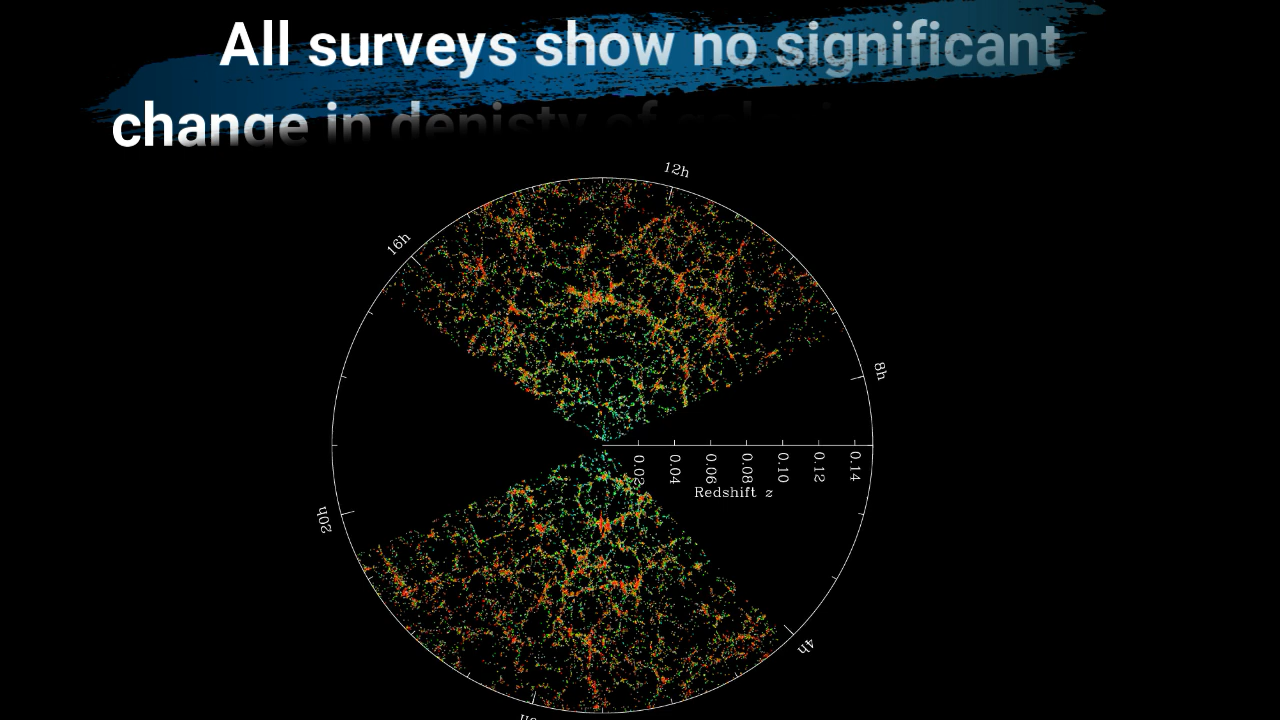 All surveys show no significant
change in denisty of
12h
16h
8h
0.02 0.04 0.06 0.08 0.10 0.12 0.14
Redshift z
20h
4h